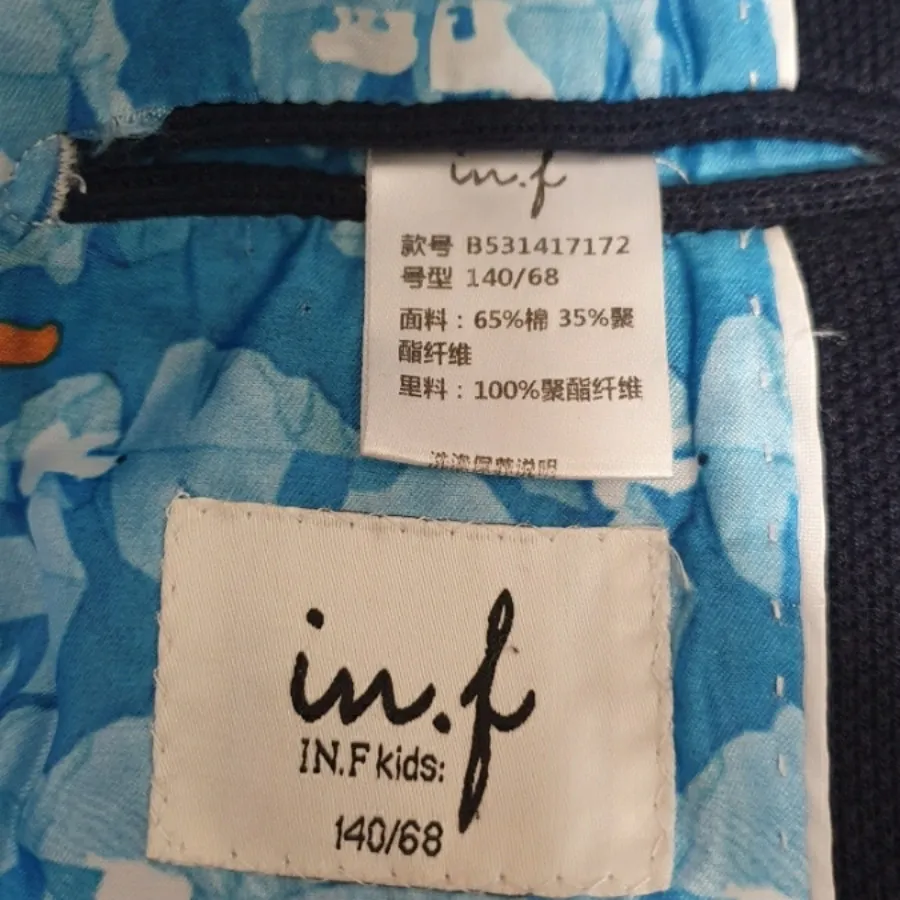 in.f
款号 B531417172
号型 140/68
面料：65%棉 35%聚
酯纤维
里料：100%聚酯纤维
in.f
IN.F kids:
140/68